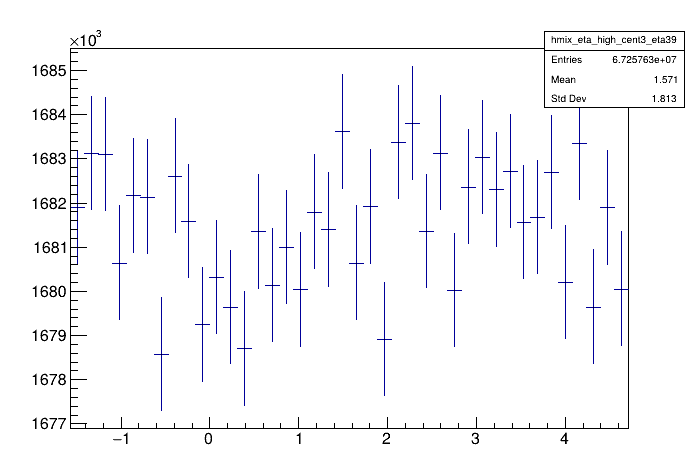 ×10³
hmix_eta_high_cent3_eta39
Entries 6.725763e+07
Mean 1.571
Std Dev 1.813
1685
1684
1683
1682
1681
1680
1679
1678
1677
−1 0 1 2 3 4